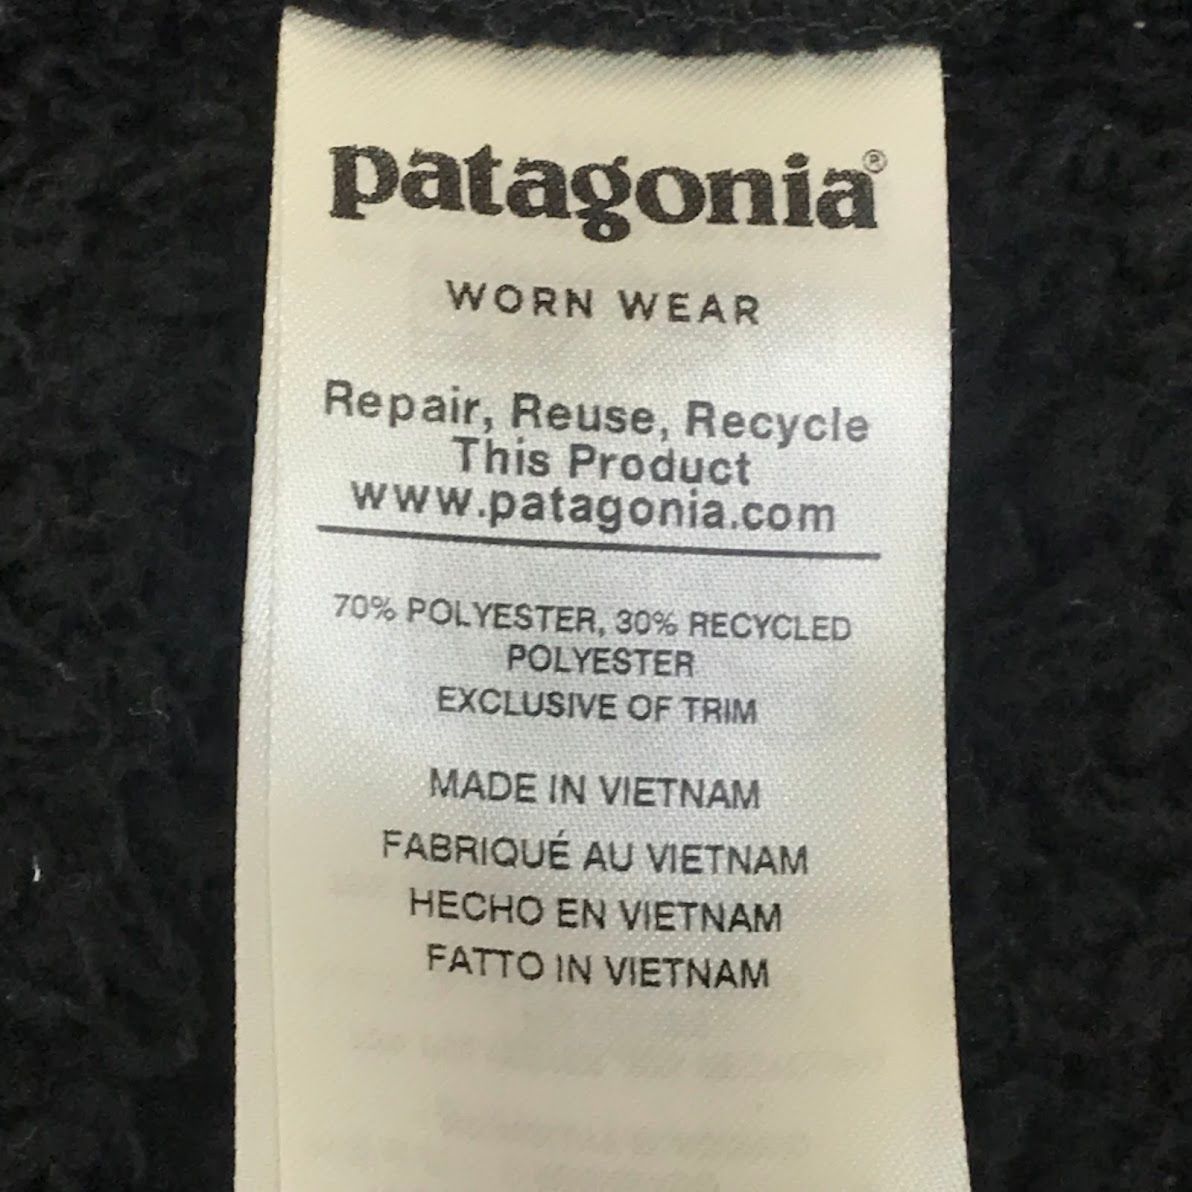 patagonia®
WORN WEAR
Repair, Reuse, Recycle
This Product
www.patagonia.com
70% POLYESTER, 30% RECYCLED
POLYESTER
EXCLUSIVE OF TRIM
MADE IN VIETNAM
FABRIQUÉ AU VIETNAM
HECHO EN VIETNAM
FATTO IN VIETNAM